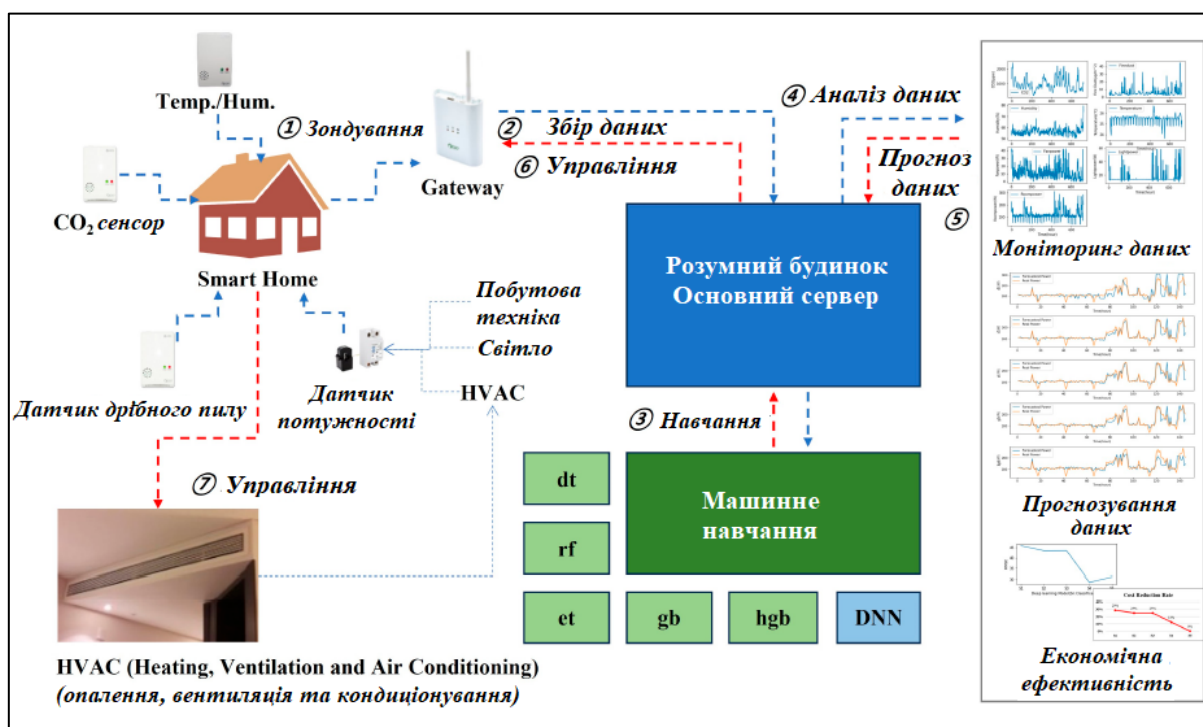 Temp./Hum.
① Зондування
CO₂ сенсор
Smart Home
Gateway
② Збір даних
⑥ Управління
④ Аналіз даних
Прогноз
даних
⑤
Розумний будинок
Основний сервер
Побутова
техніка
Світло
HVAC
Датчик дрібного пилу
Датчик
потужності
③ Навчання
⑦ Управління
Машинне
навчання
dt
rf
et
gb
hgb
DNN
HVAC (Heating, Ventilation and Air Conditioning)
(опалення, вентиляція та кондиціонування)
Моніторинг даних
Прогнозування
даних
Cost Reduction Rate
Економічна
ефективність